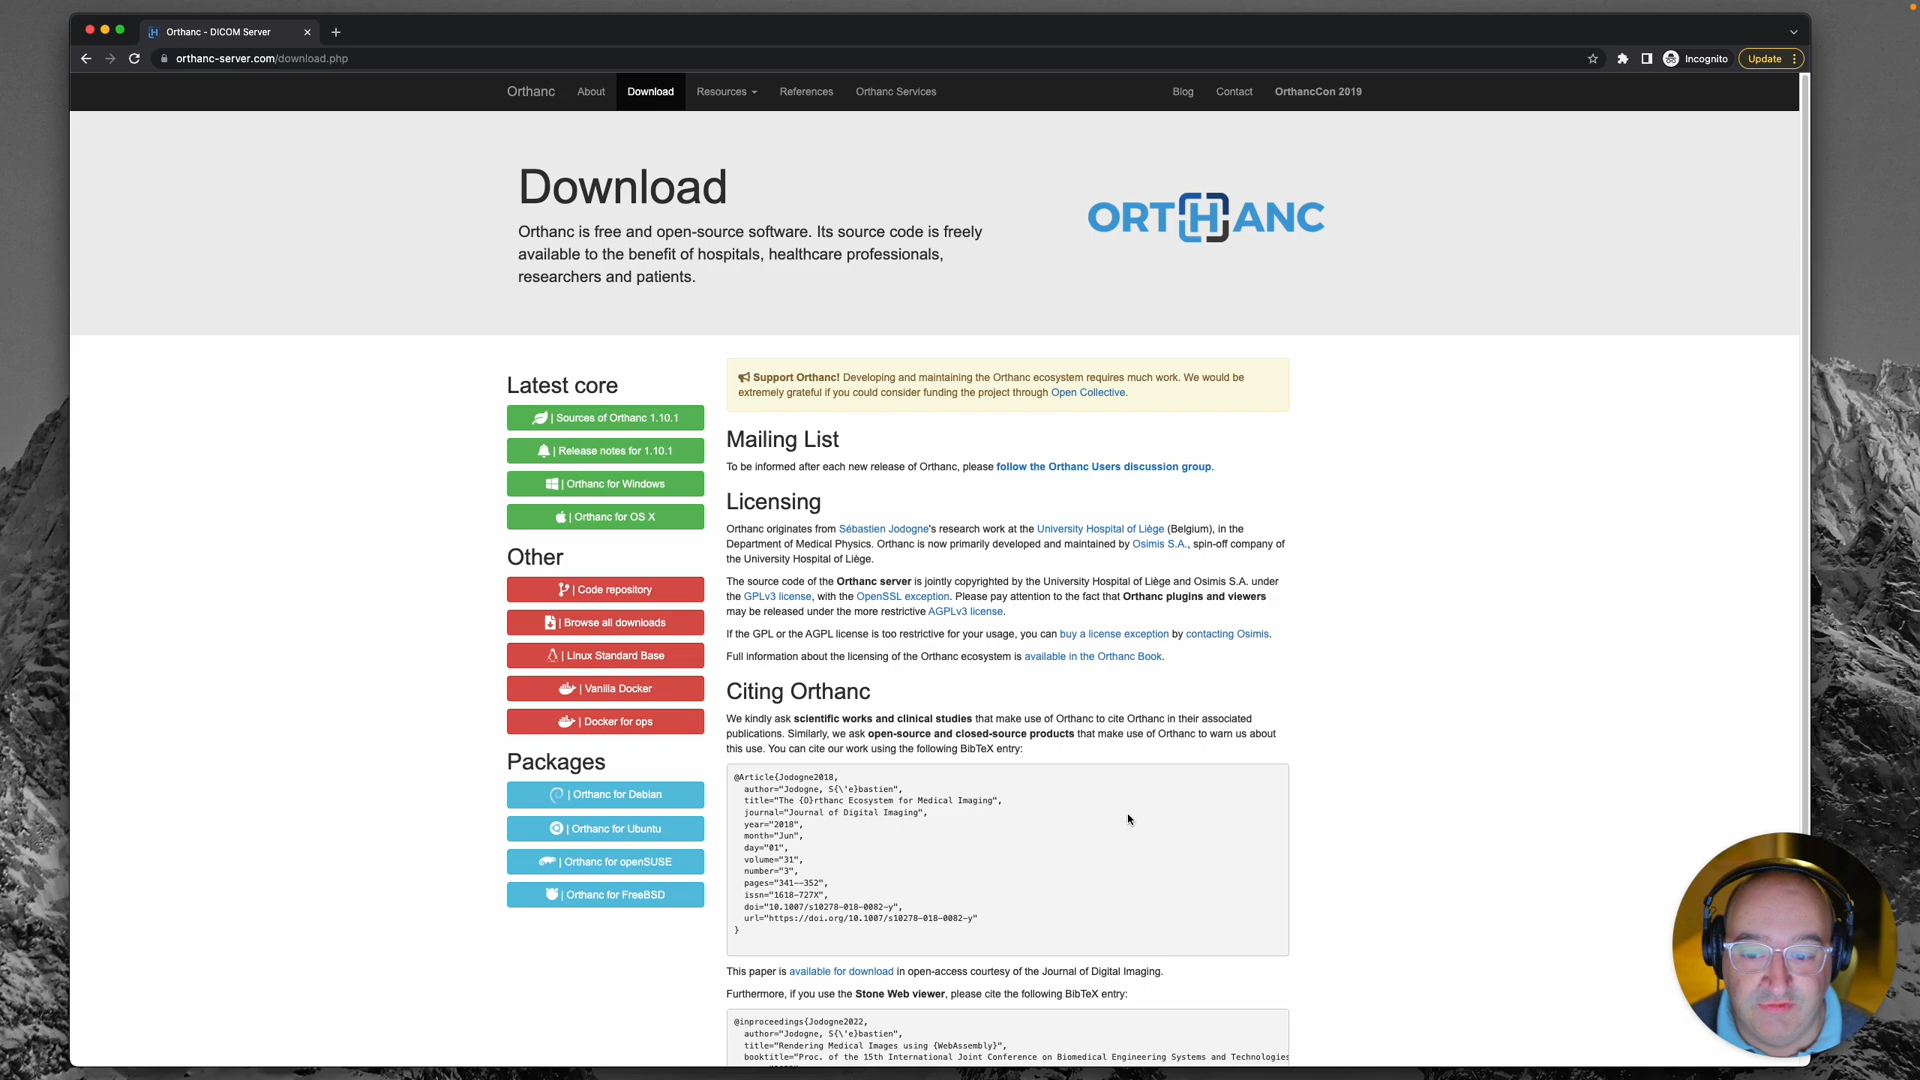 Orthanc - DICOM Server
orthanc-server.com/download.php
Incognito
Update
Orthanc
About
Download
Resources
References
Orthanc Services
Blog
Contact
OrthancCon 2019
Download
ORTHANC
Orthanc is free and open-source software. Its source code is freely
available to the benefit of hospitals, healthcare professionals,
researchers and patients.
Latest core
| Sources of Orthanc 1.10.1
| Release notes for 1.10.1
| Orthanc for Windows
| Orthanc for OS X
Other
| Code repository
| Browse all downloads
| Linux Standard Base
| Vanilla Docker
| Docker for ops
Packages
| Orthanc for Debian
| Orthanc for Ubuntu
| Orthanc for openSUSE
| Orthanc for FreeBSD
Support Orthanc! Developing and maintaining the Orthanc ecosystem requires much work. We would be
extremely grateful if you could consider funding the project through Open Collective.
Mailing List
To be informed after each new release of Orthanc, please follow the Orthanc Users discussion group.
Licensing
Orthanc originates from Sébastien Jodogne's research work at the University Hospital of Liège (Belgium), in the
Department of Medical Physics. Orthanc is now primarily developed and maintained by Osimis S.A., spin-off company of
the University Hospital of Liège.
The source code of the Orthanc server is jointly copyrighted by the University Hospital of Liège and Osimis S.A. under
the GPLv3 license, with the OpenSSL exception. Please pay attention to the fact that Orthanc plugins and viewers
may be released under the more restrictive AGPLv3 license.
If the GPL or the AGPL license is too restrictive for your usage, you can buy a license exception by contacting Osimis.
Full information about the licensing of the Orthanc ecosystem is available in the Orthanc Book.
Citing Orthanc
We kindly ask scientific works and clinical studies that make use of Orthanc to cite Orthanc in their associated
publications. Similarly, we ask open-source and closed-source products that make use of Orthanc to warn us about
this use. You can cite our work using the following BibTeX entry:
@Article{Jodogne2018,
author="Jodogne, S{\'e}bastien",
title="The {O}rthanc Ecosystem for Medical Imaging",
journal="Journal of Digital Imaging",
year="2018",
month="Jun",
day="01",
volume="31",
number="3",
pages="341--352",
issn="1618-727X",
doi="10.1007/s10278-018-0082-y",
url="https://doi.org/10.1007/s10278-018-0082-y"
}
This paper is available for download in open-access courtesy of the Journal of Digital Imaging.
Furthermore, if you use the Stone Web viewer, please cite the following BibTeX entry:
@inproceedings{Jodogne2022,
author="Jodogne, S{\'e}bastien",
title="Rendering Medical Images using {WebAssembly}",
booktitle="Proc. of the 15th International Joint Conference on Biomedical Engineering Systems and Technologies